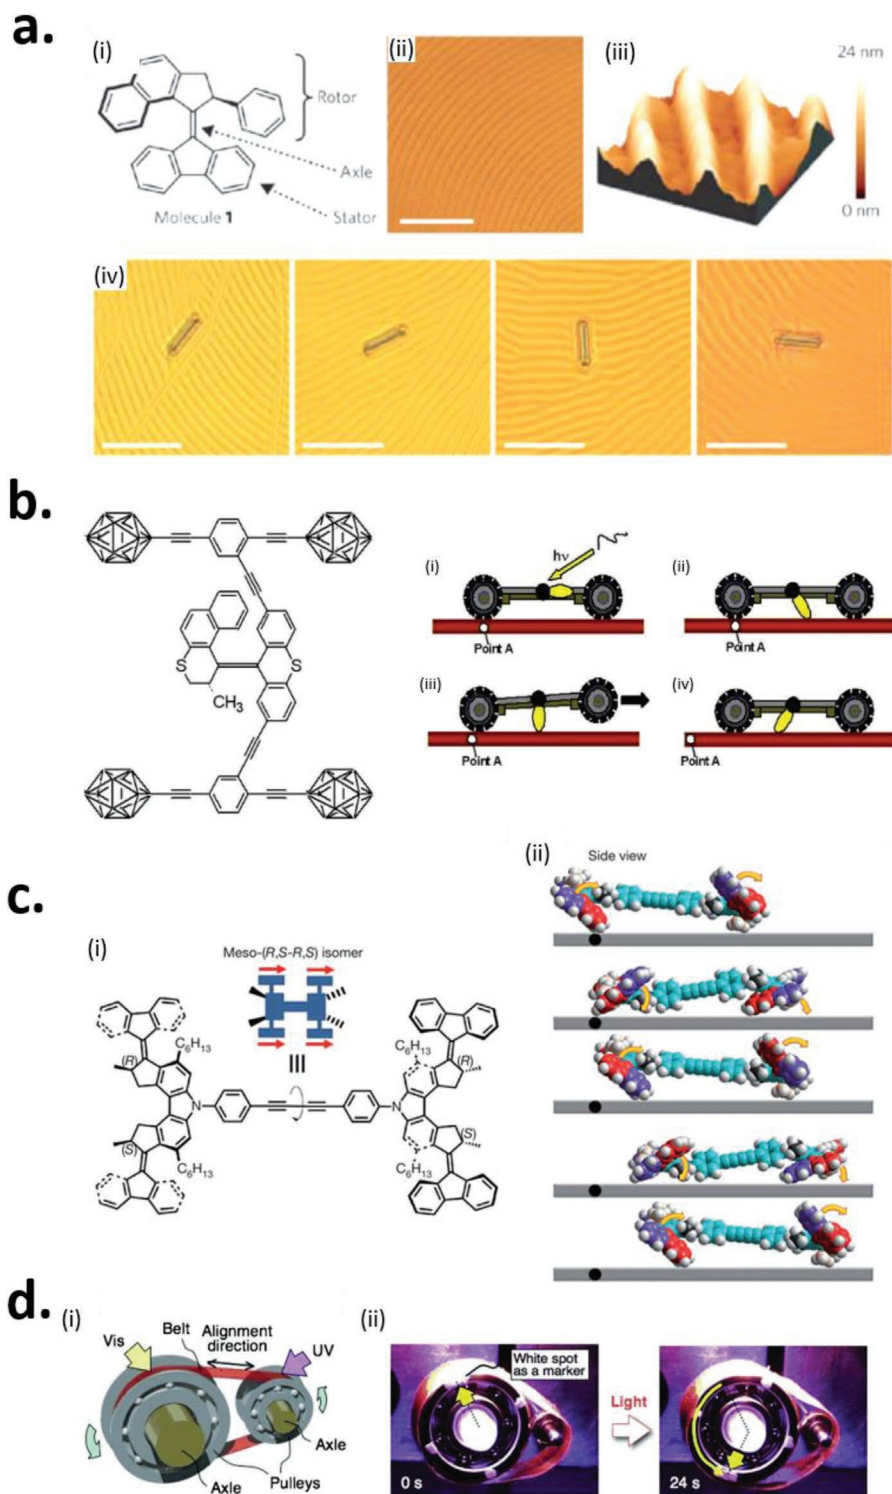 a.
(i)
Rotor
Axle
Stator
Molecule 1
(ii)
(iii)
24 nm
0 nm
(iv)
b.
S
S
CH₃
(i)
hν
Point A
(ii)
Point A
(iii)
Point A
(iv)
Point A
c.
(i)
Meso-(R,S-R,S) isomer
C₆H₁₃
(R)
N
(S)
C₆H₁₃
C₆H₁₃
(R)
N
(S)
C₆H₁₃
(ii)
Side view
d.
(i)
Vis
Belt
Alignment
direction
UV
Axle
Axle
Pulleys
(ii)
White spot
as a marker
0 s
Light
24 s